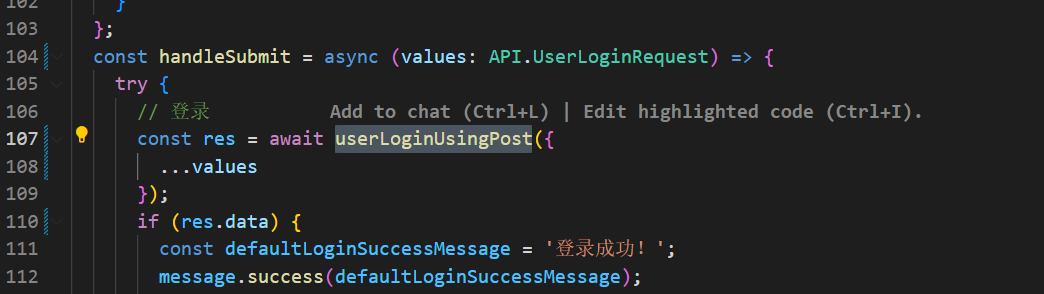 102 }
103 };
104 const handleSubmit = async (values: API.UserLoginRequest) => {
105 try {
106 // 登录 Add to chat (Ctrl+L) | Edit highlighted code (Ctrl+I).
107 const res = await userLoginUsingPost({
108 ...values
109 });
110 if (res.data) {
111 const defaultLoginSuccessMessage = '登录成功！';
112 message.success(defaultLoginSuccessMessage);